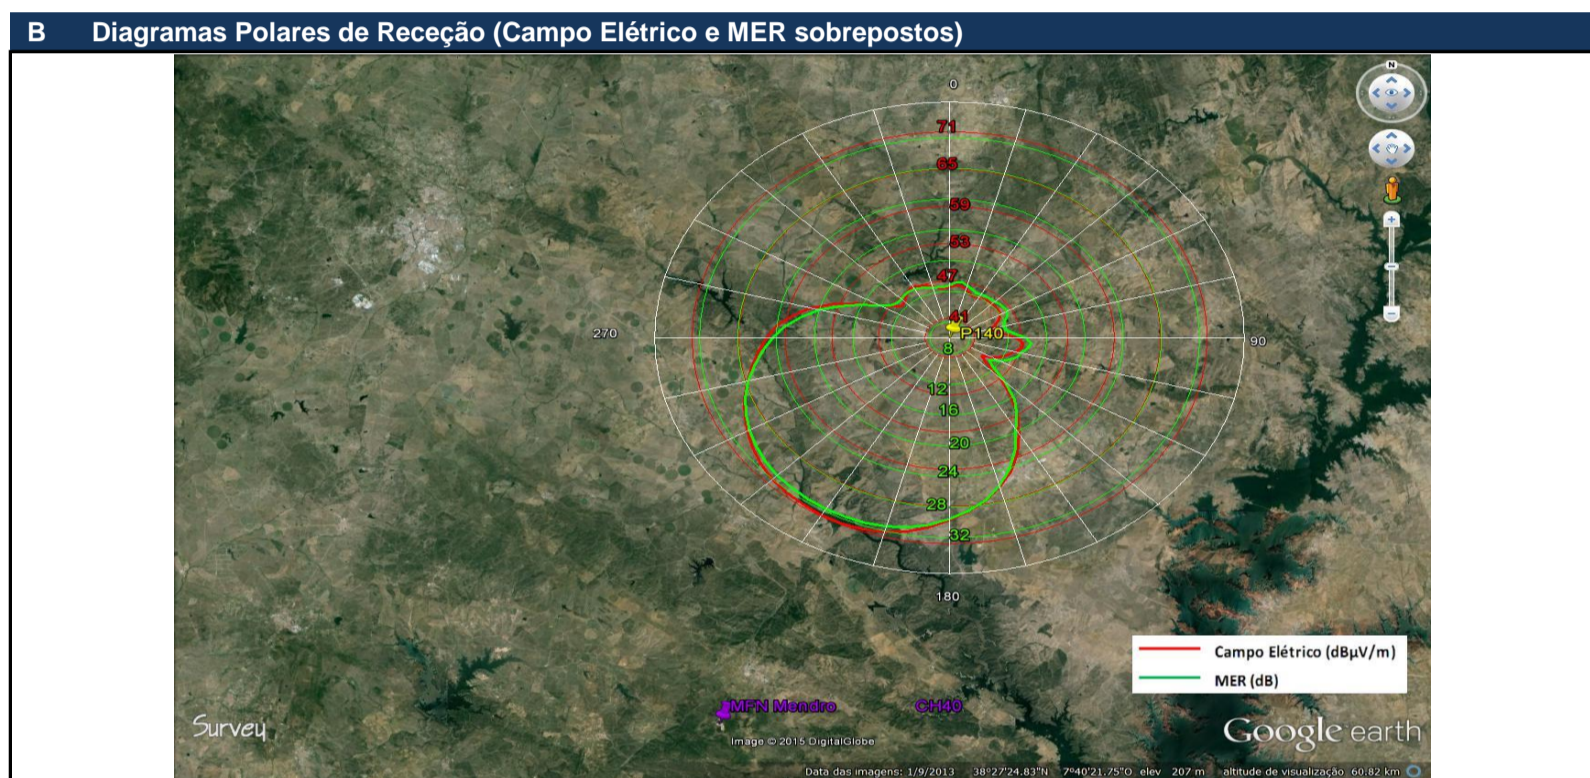 B Diagramas Polares de Receção (Campo Elétrico e MER sobrepostos)
N
0
71
65
59
53
47
41
P140
270
90
8
12
16
20
24
28
32
180
Campo Elétrico (dBµV/m)
MER (dB)
MFN Mendro CH40
Survey
Google earth
Image © 2015 DigitalGlobe
Data das imagens: 1/9/2013 38°27'24.83"N 7°40'21.75"O elev 207 m altitude de visualização 60.82 km